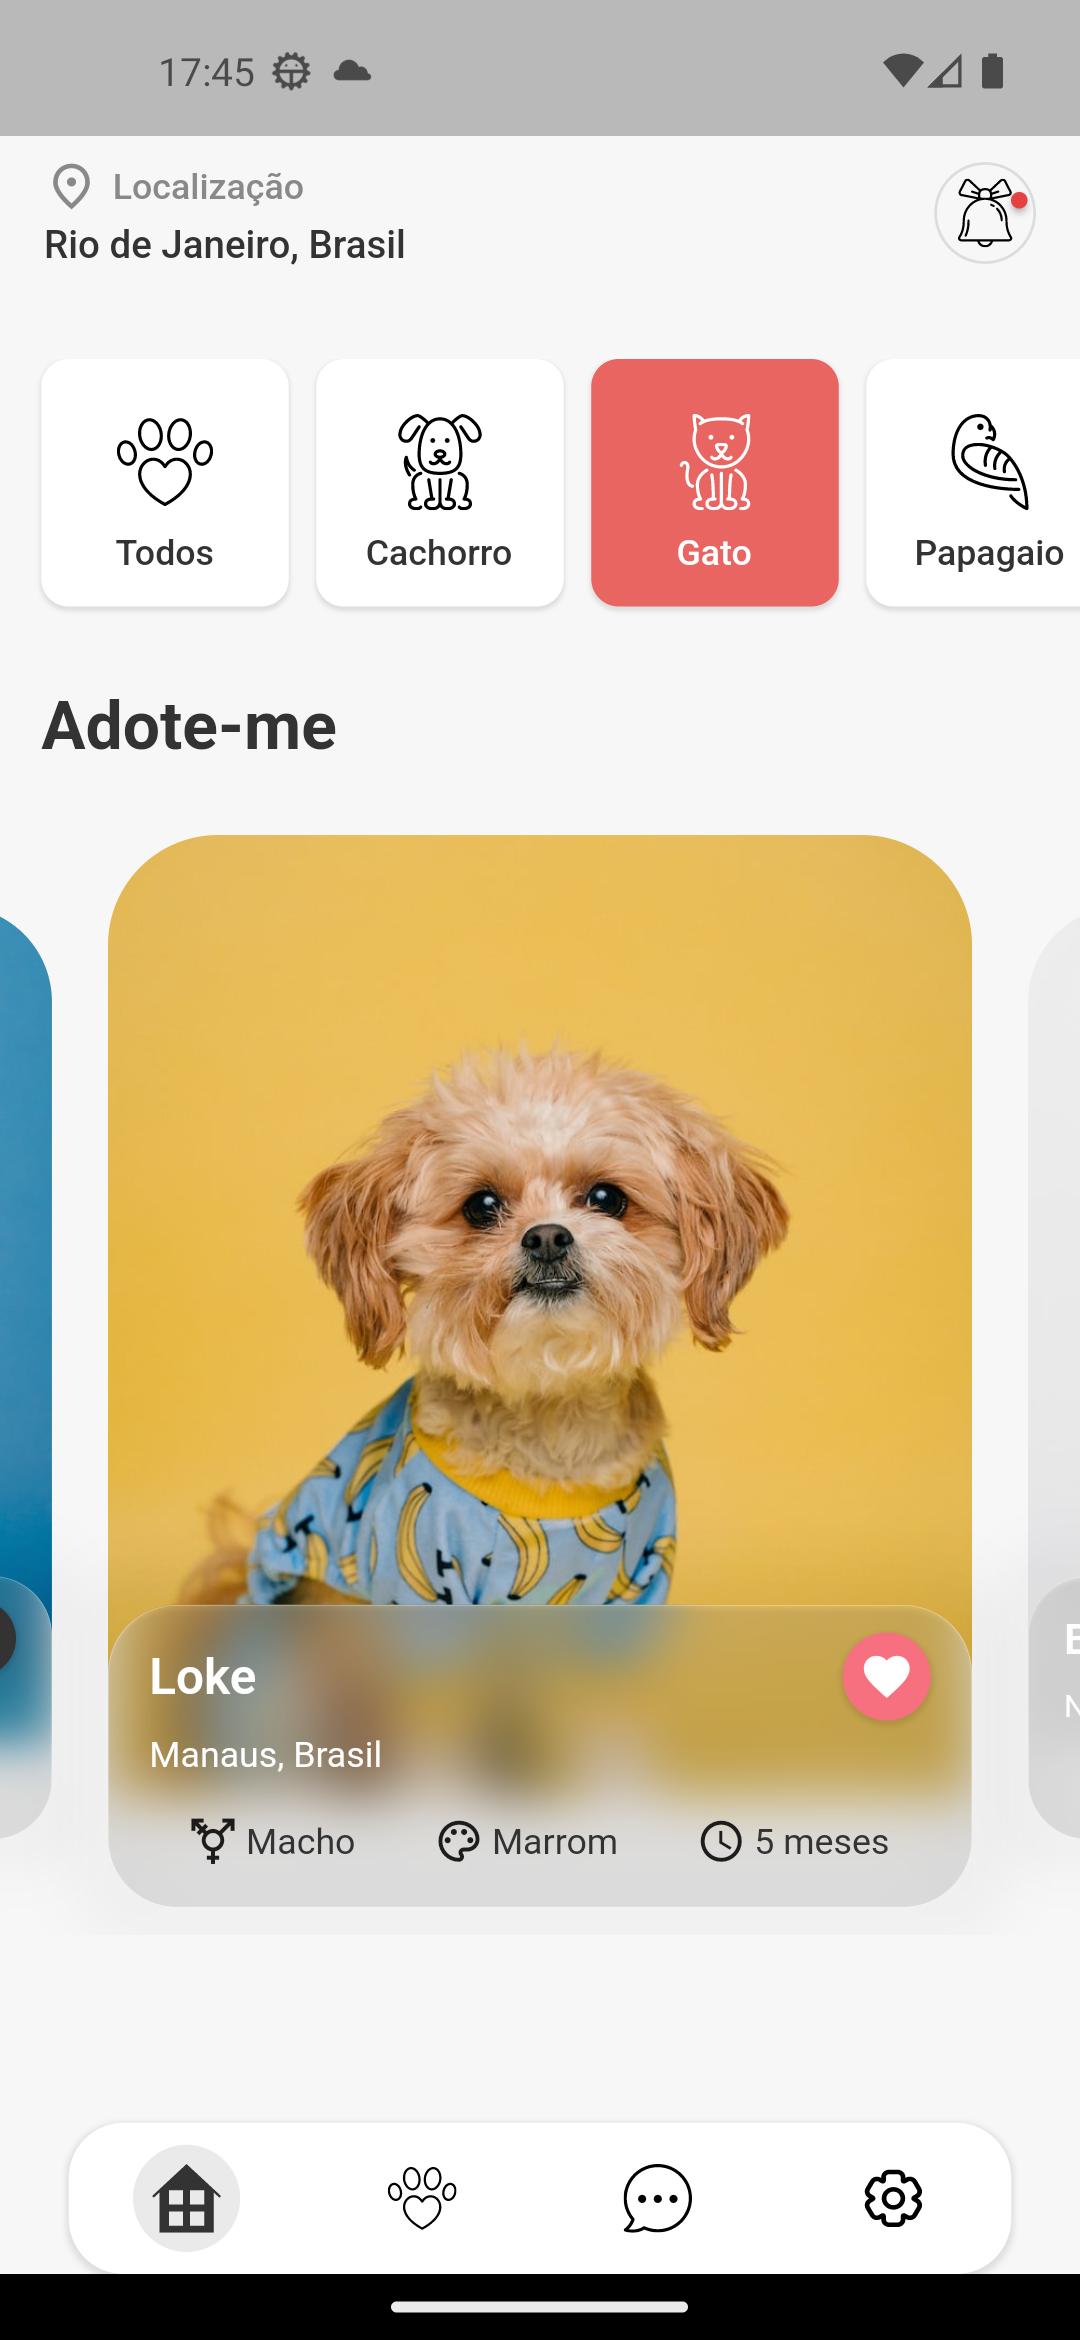 17:45
Localização
Rio de Janeiro, Brasil
Todos
Cachorro
Gato
Papagaio
Adote-me
Loke
Manaus, Brasil
Macho
Marrom
5 meses